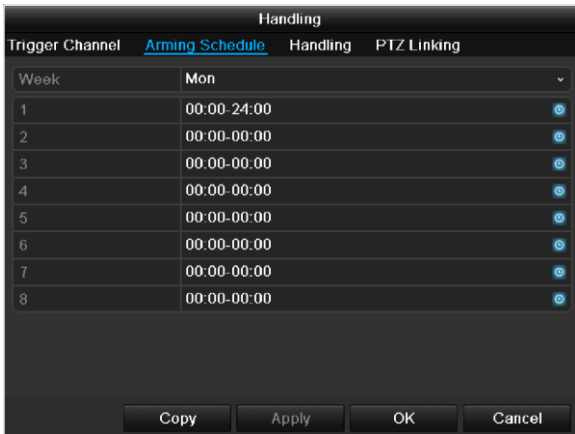 Handling
Trigger Channel Arming Schedule Handling PTZ Linking
Week Mon
1 00:00-24:00
2 00:00-00:00
3 00:00-00:00
4 00:00-00:00
5 00:00-00:00
6 00:00-00:00
7 00:00-00:00
8 00:00-00:00
Copy Apply OK Cancel